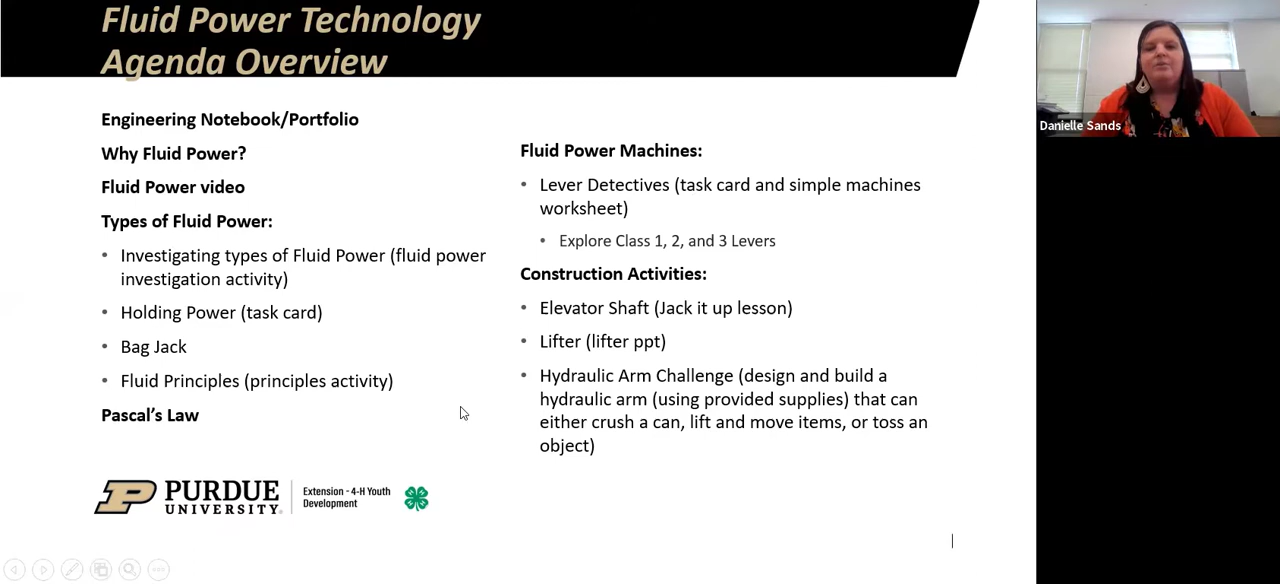 Fluid Power Technology
Agenda Overview
Engineering Notebook/Portfolio
Why Fluid Power?
Fluid Power video
Types of Fluid Power:
• Investigating types of Fluid Power (fluid power
investigation activity)
• Holding Power (task card)
• Bag Jack
• Fluid Principles (principles activity)
Pascal's Law
Fluid Power Machines:
• Lever Detectives (task card and simple machines
worksheet)
• Explore Class 1, 2, and 3 Levers
Construction Activities:
• Elevator Shaft (Jack it up lesson)
• Lifter (lifter ppt)
• Hydraulic Arm Challenge (design and build a
hydraulic arm (using provided supplies) that can
either crush a can, lift and move items, or toss an
object)
P PURDUE
UNIVERSITY
Extension - 4-H Youth
Development
Danielle Sands